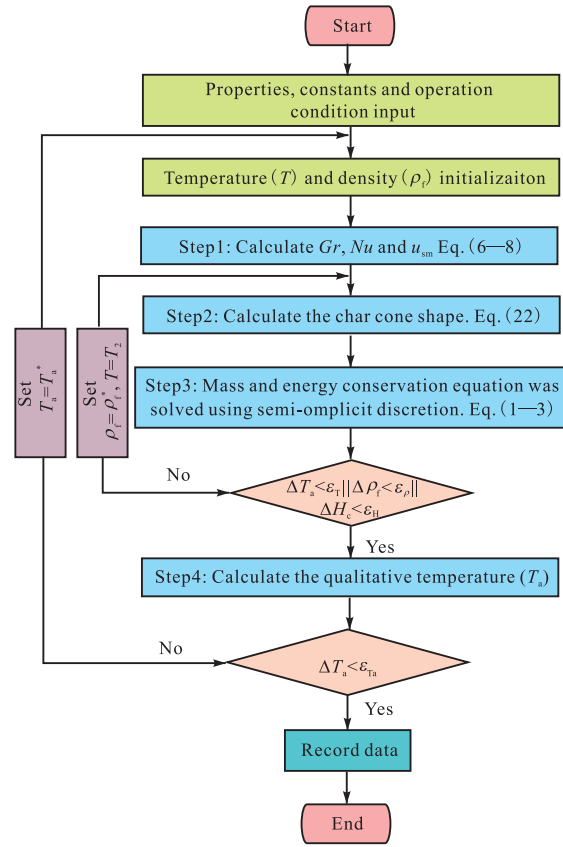 Start
Properties, constants and operation
condition input
Temperature (T) and density (ρf) initializaiton
Step1: Calculate Gr, Nu and usm Eq. (6—8)
Step2: Calculate the char cone shape. Eq. (22)
Set
Ta=Ta*
Set
ρf=ρf*, T=T2
Step3: Mass and energy conservation equation was
solved using semi-omplicit discretion. Eq. (1—3)
No
ΔTa<εT||Δρf<ερ||
ΔHc<εH
Yes
Step4: Calculate the qualitative temperature (Ta)
No
ΔTa<εTa
Yes
Record data
End